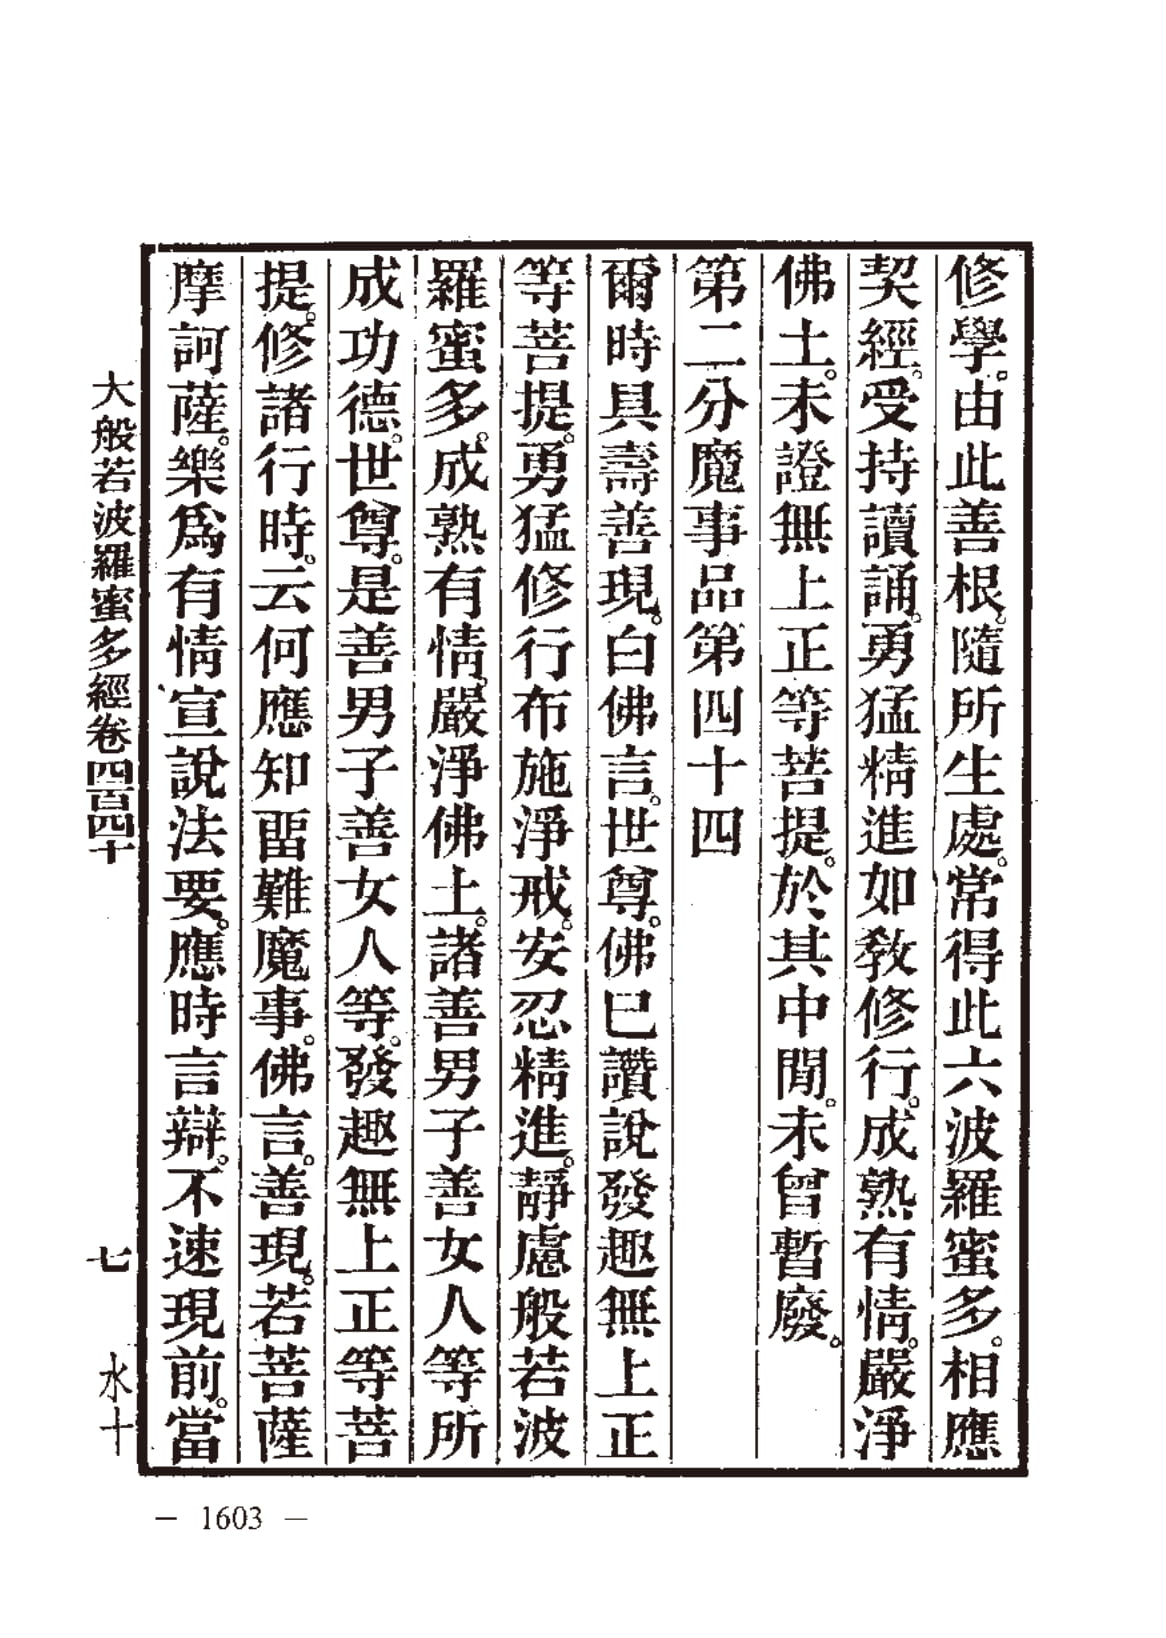 修學。由此善根。隨所生處。常得此六波羅蜜多。相應
契經。受持讀誦。勇猛精進如教修行。成熟有情。嚴淨
佛土。未證無上正等菩提。於其中閒。未曾暫廢。
第二分魔事品第四十四
爾時具壽善現。白佛言。世尊。佛已讚說發趣無上正
等菩提。勇猛修行布施淨戒。安忍精進。靜慮般若波
羅蜜多。成熟有情。嚴淨佛土。諸善男子善女人等所
成功德。世尊。是善男子善女人等。發趣無上正等菩
提。修諸行時。云何應知畱難魔事。佛言。善現。若菩薩
摩訶薩。樂爲有情宣說法要。應時言辯。不速現前。當
大般若波羅蜜多經卷四百四十 七 水十
— 1603 —